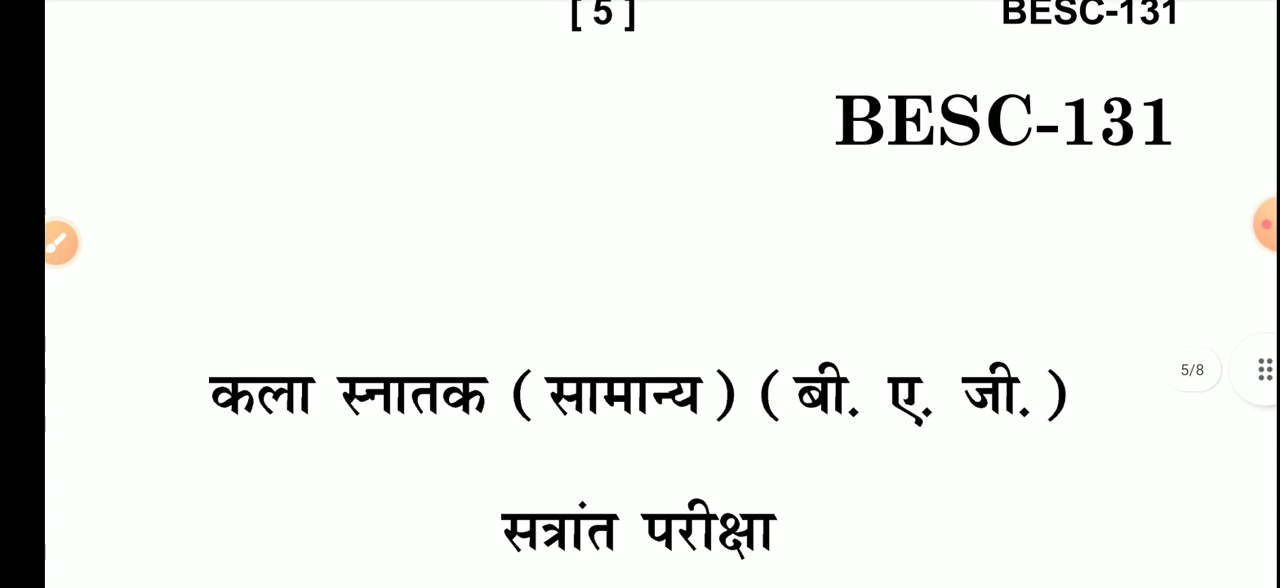 [ 5 ] BESC-131
BESC-131
कला स्नातक ( सामान्य ) ( बी. ए. जी. )
5/8
सत्रांत परीक्षा